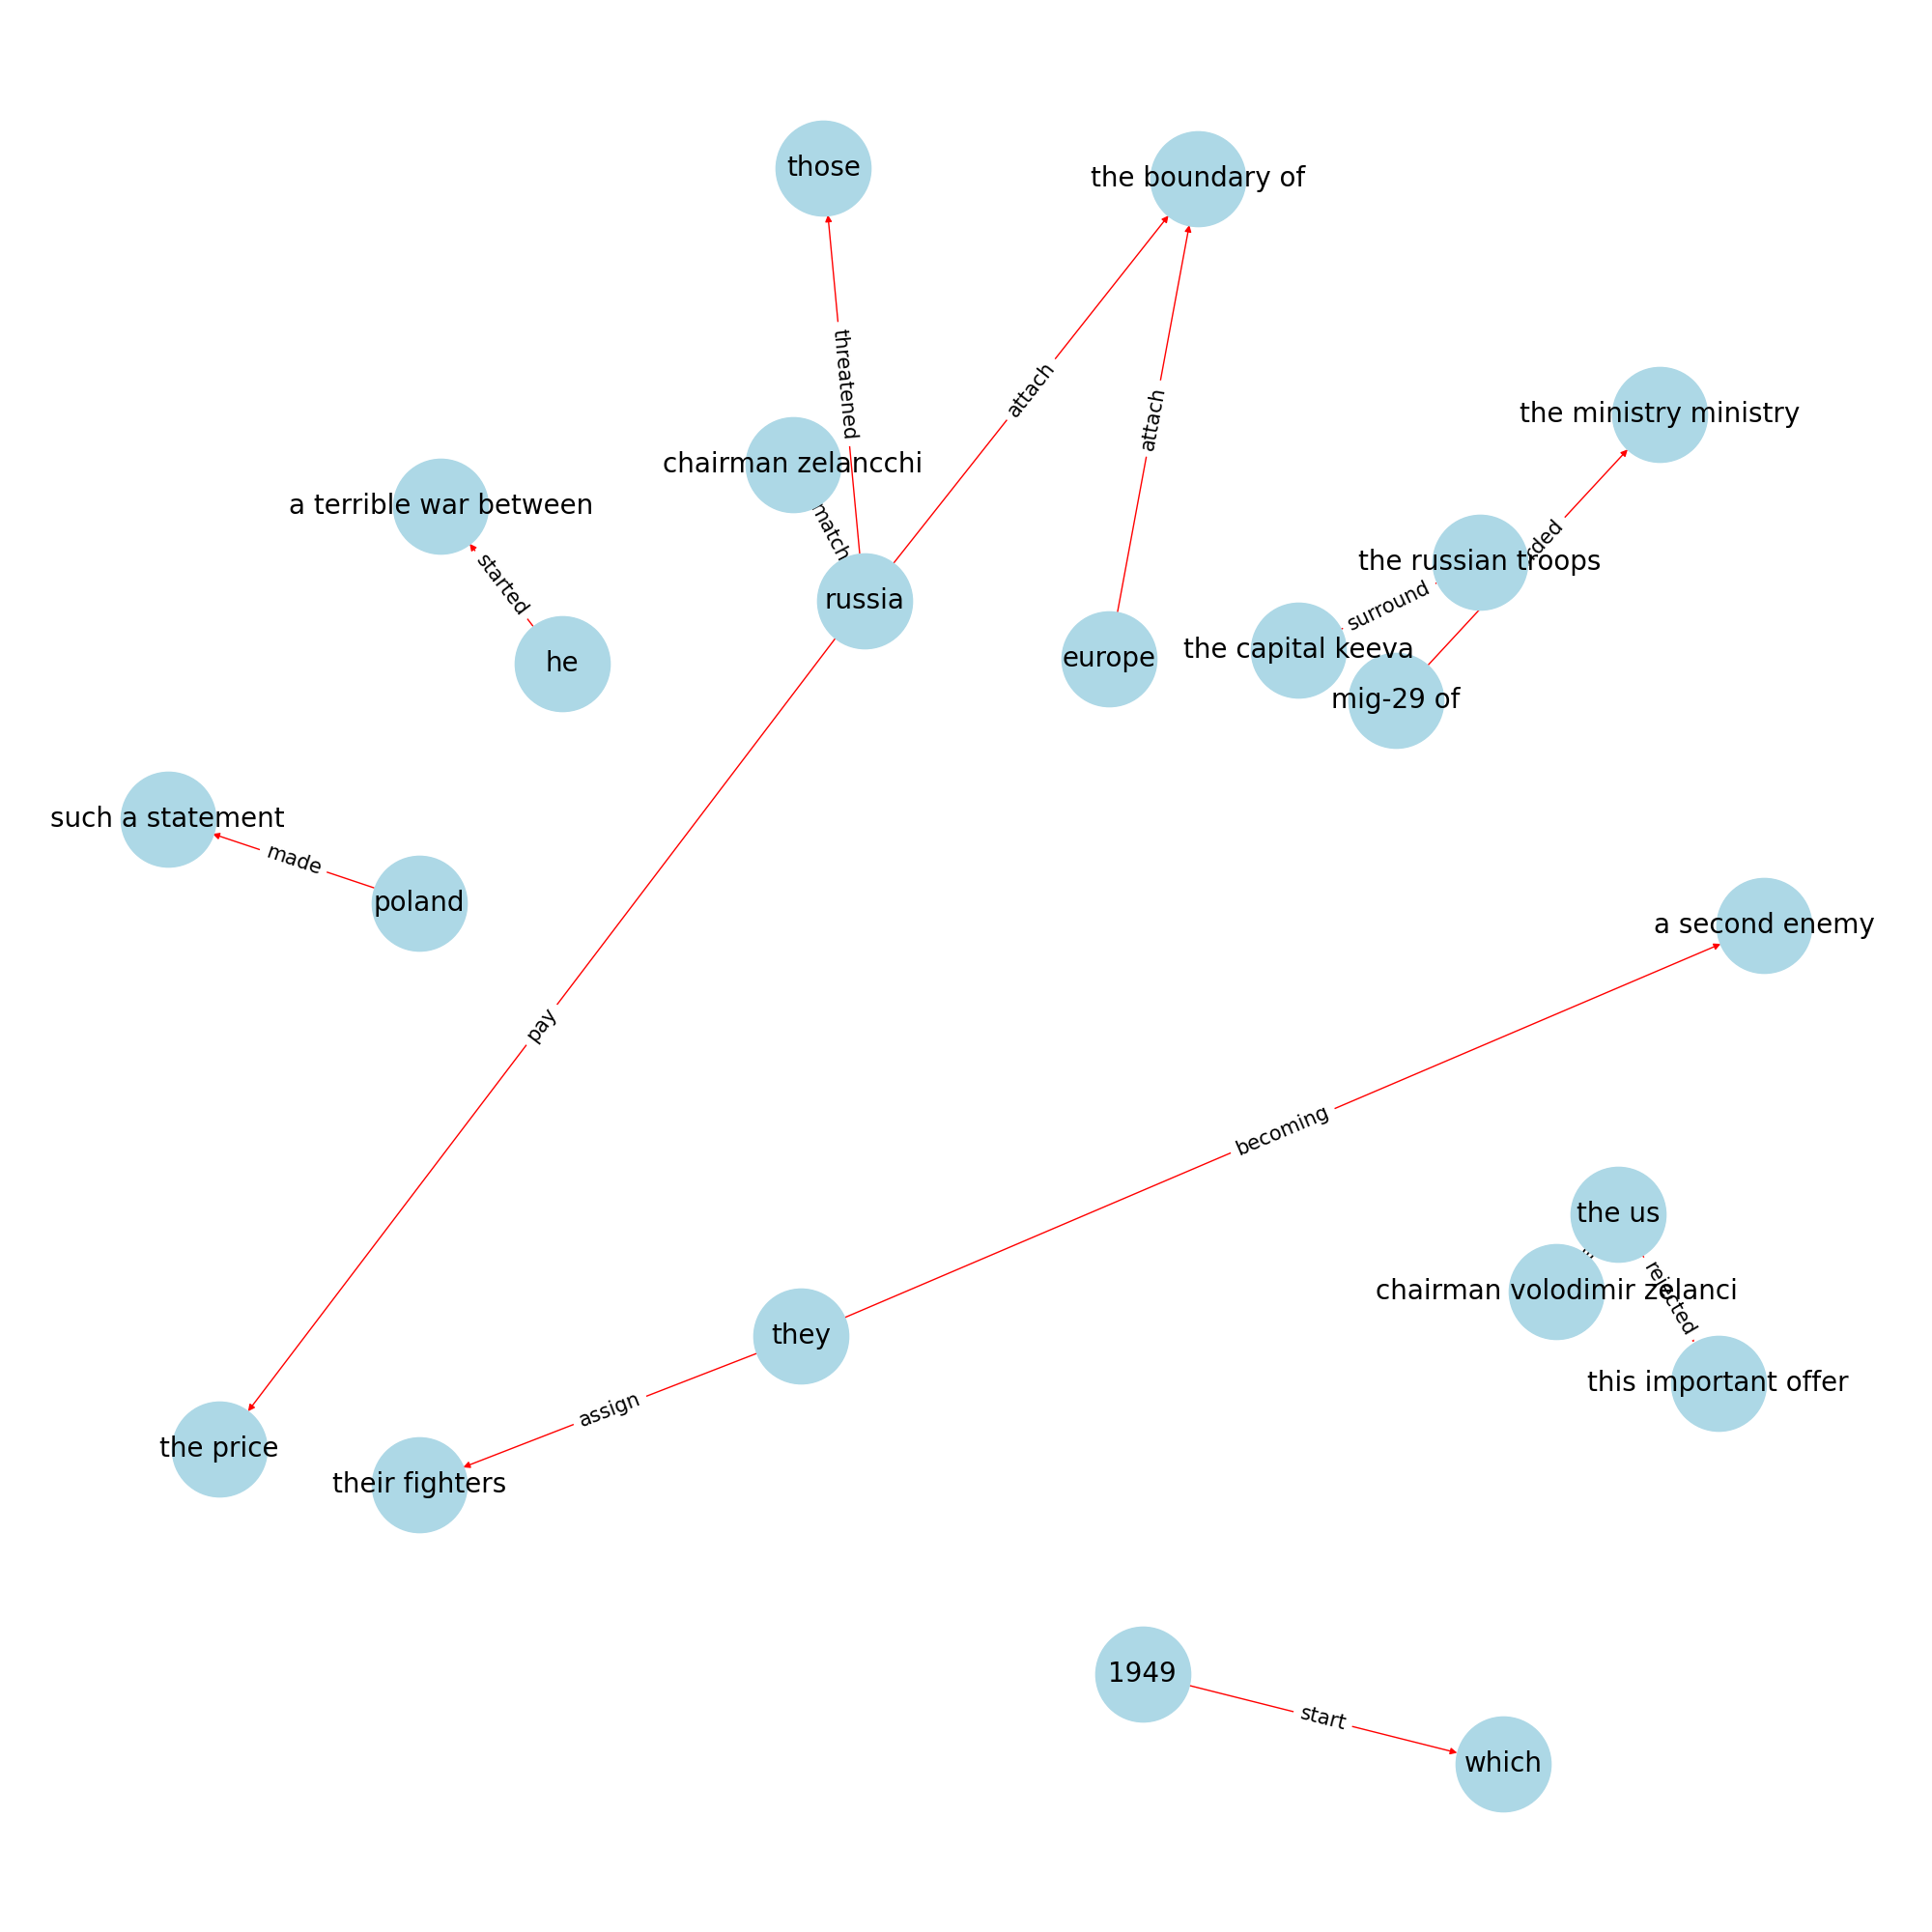 those
the boundary of
threatened
attach
attach
the ministry ministry
chairman zelancchi
a terrible war between
match
the russian troops
started
surround
russia
the capital keeva
europe
he
mig-29 of
such a statement
made
poland
a second enemy
pay
becoming
the us
chairman volodimir zelanci
rejected
they
this important offer
assign
the price
their fighters
1949
start
which